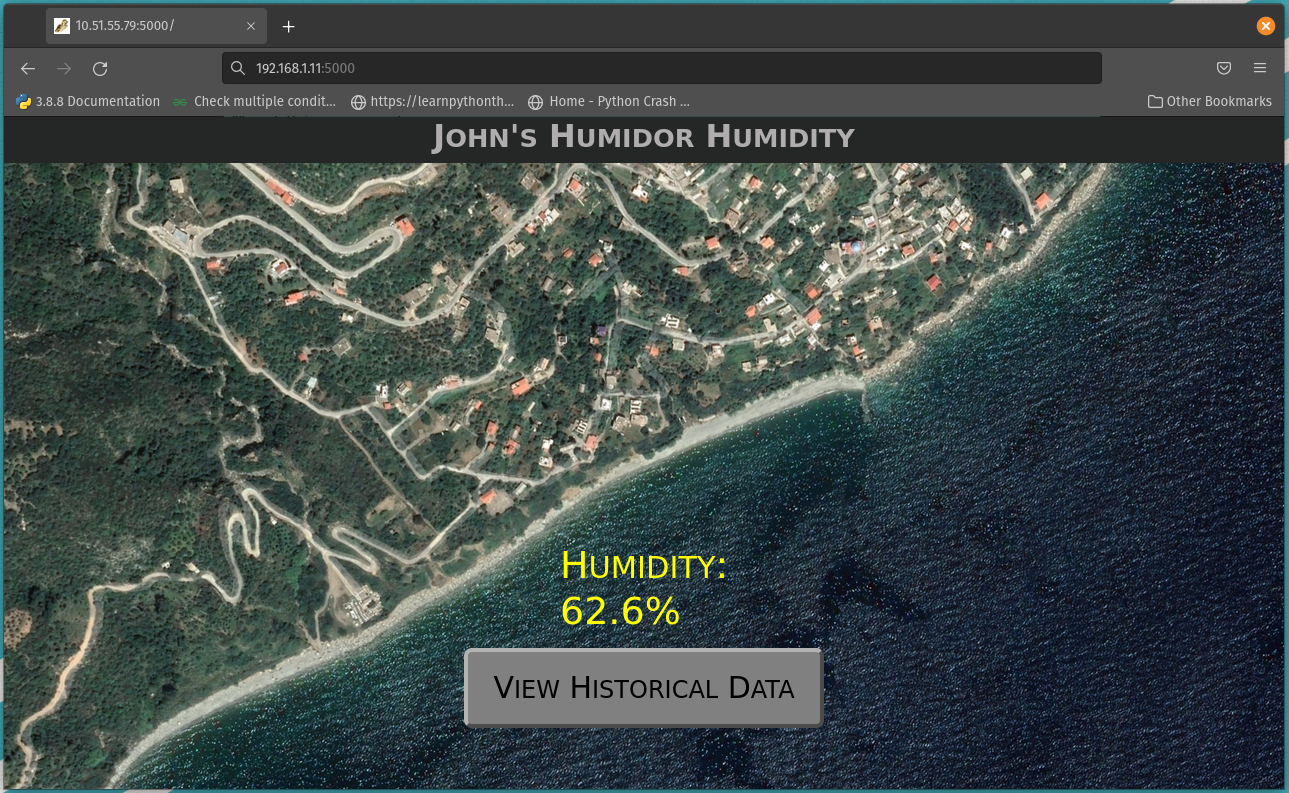 10.51.55.79:5000/
192.168.1.11:5000
3.8.8 Documentation Check multiple condit... https://learnpythonth... Home - Python Crash ... Other Bookmarks
John's Humidor Humidity
Humidity:
62.6%
View Historical Data